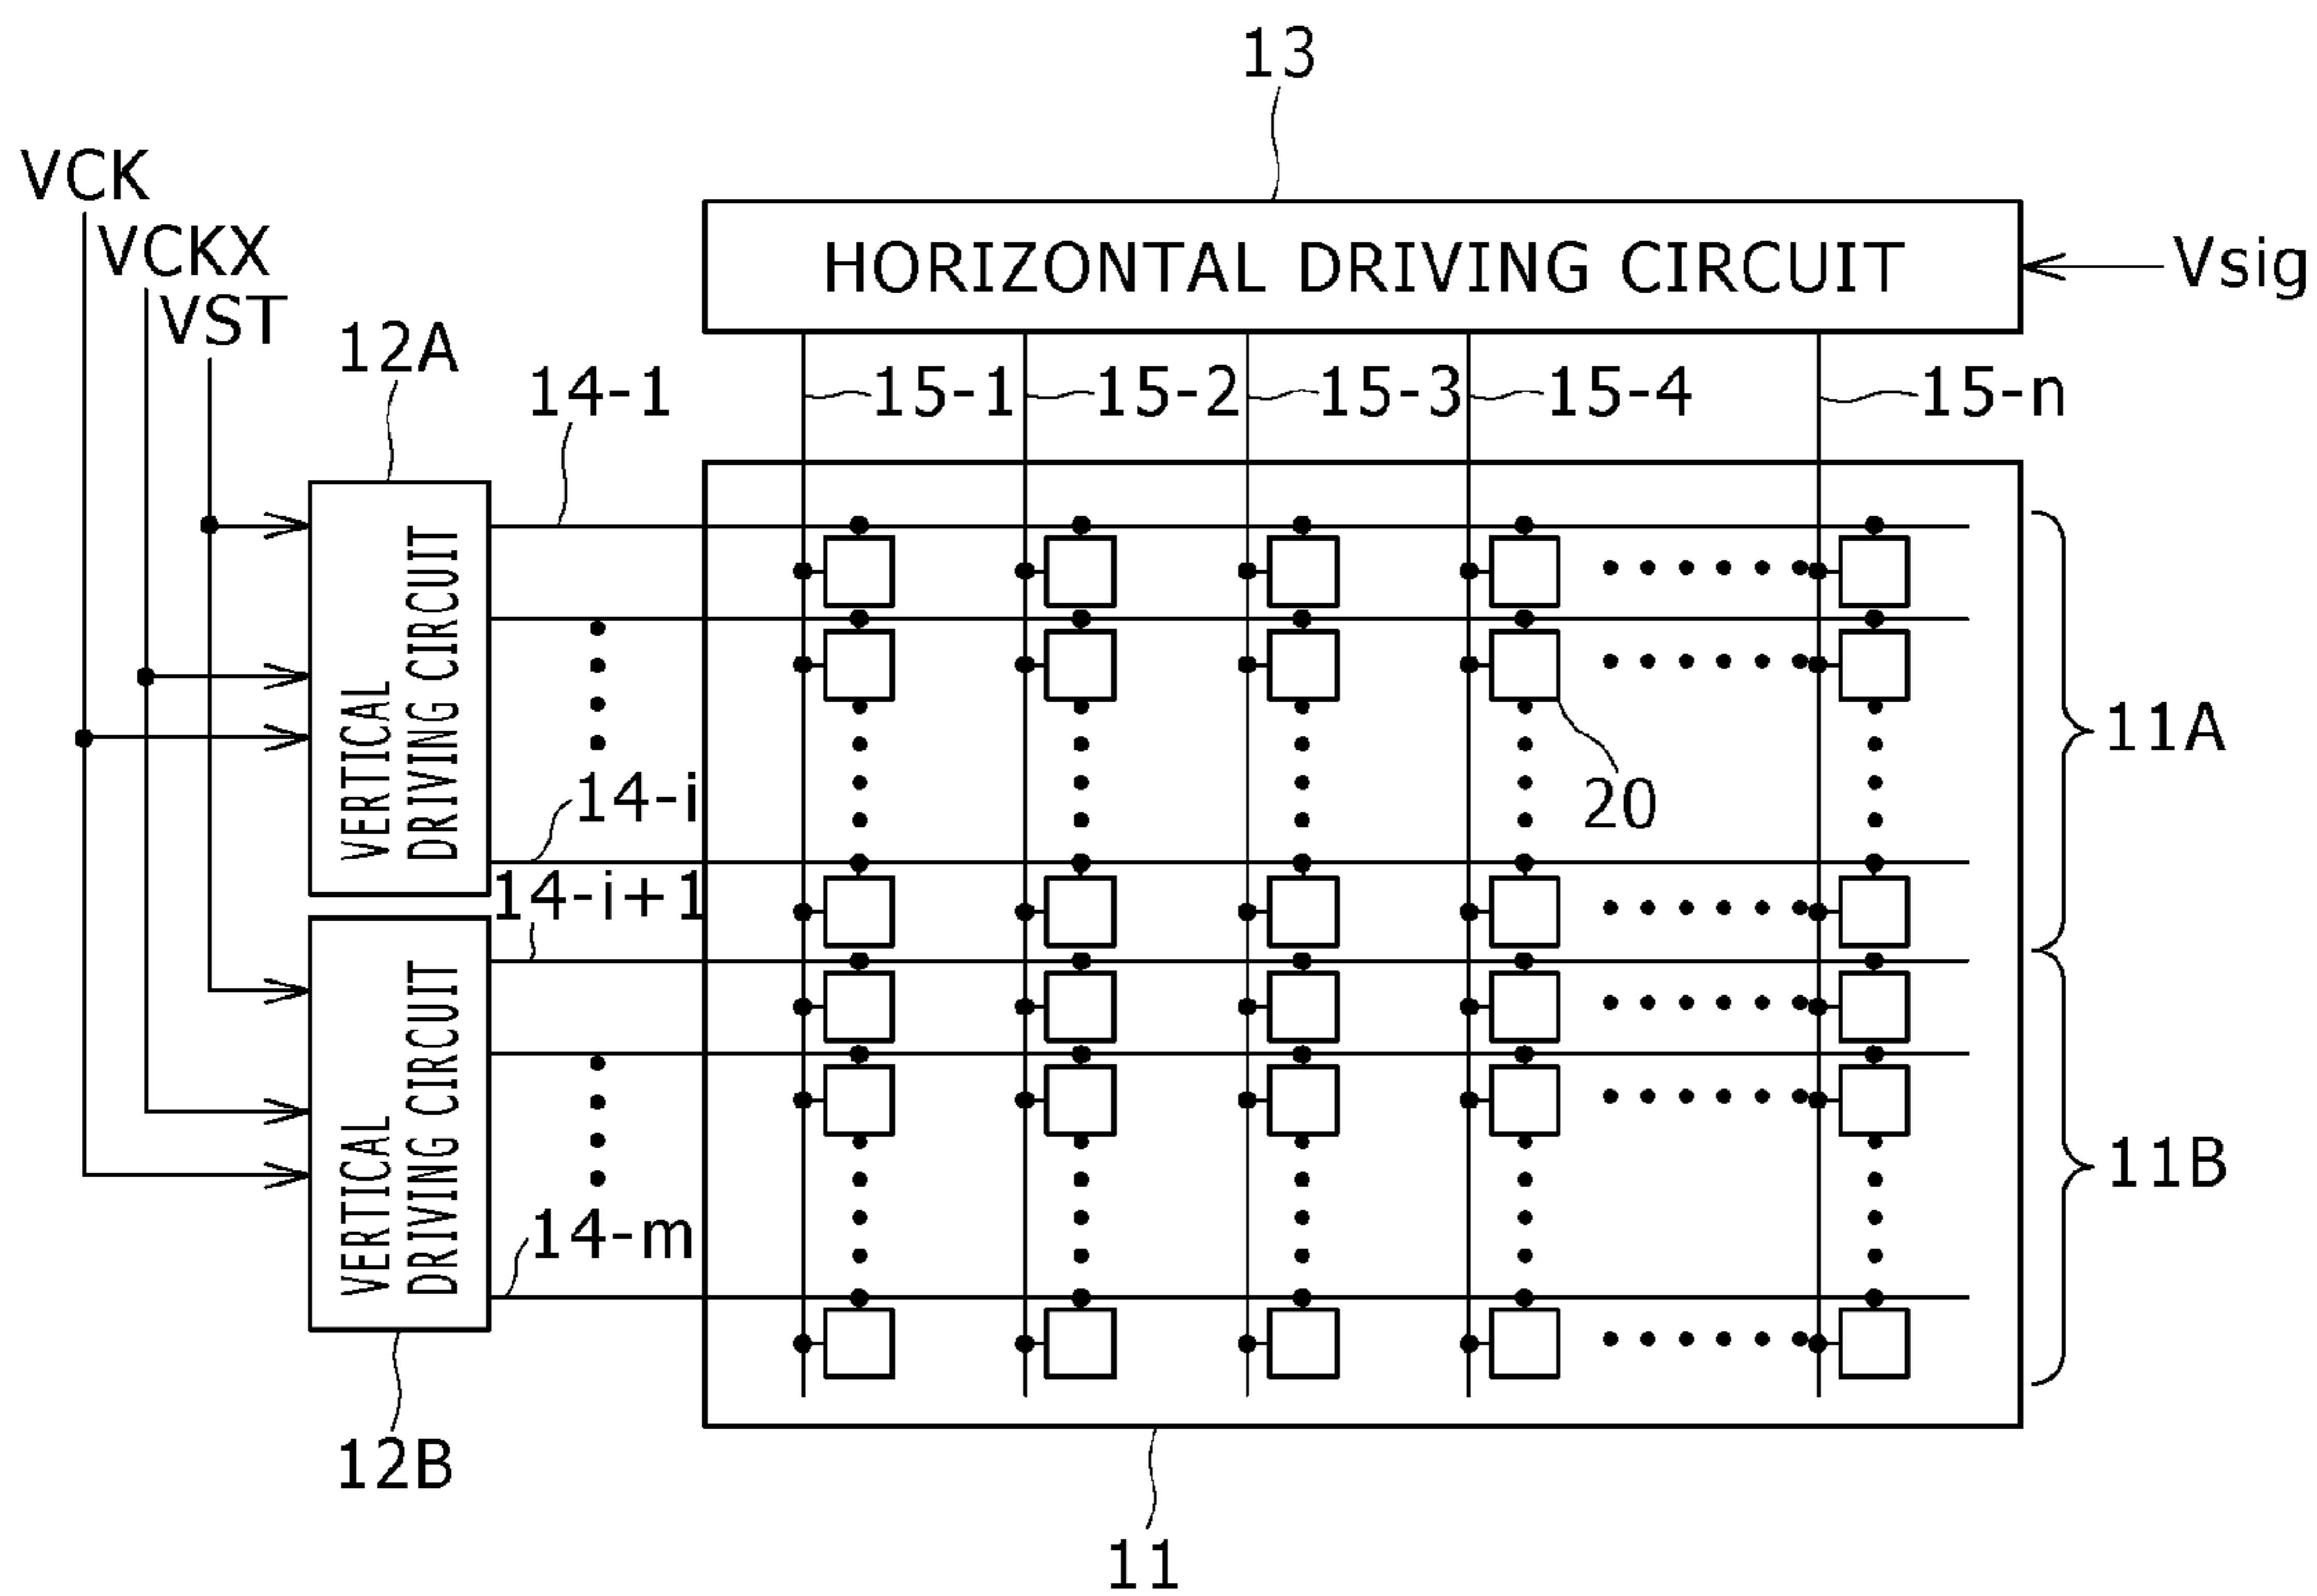 13
VCK
VCKX
VST
HORIZONTAL DRIVING CIRCUIT
Vsig
12A
14-1
15-1
15-2
15-3
15-4
15-n
VERTICAL
DRIVING CIRCUIT
11A
14-i
20
14-i+1
VERTICAL
DRIVING CIRCUIT
11B
14-m
12B
11